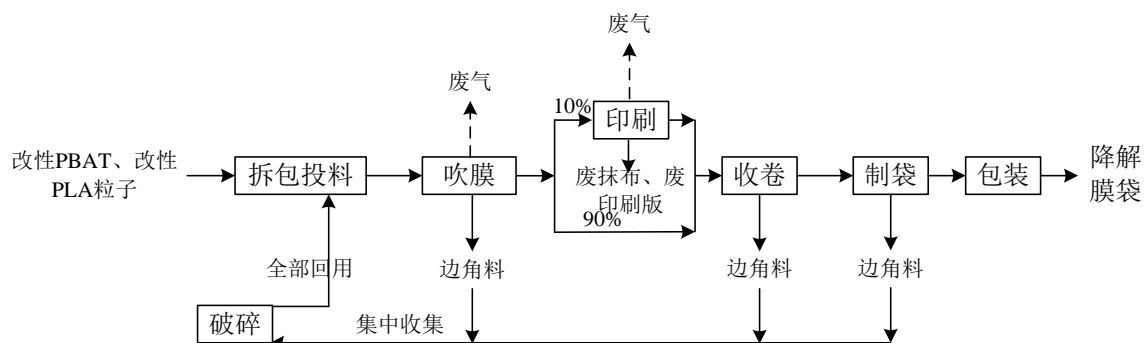 废气
废气
10%
印刷
改性PBAT、改性
PLA粒子
拆包投料
吹膜
废抹布、废
印刷版
90%
收卷
制袋
包装
降解
膜袋
全部回用
边角料
边角料
边角料
破碎
集中收集